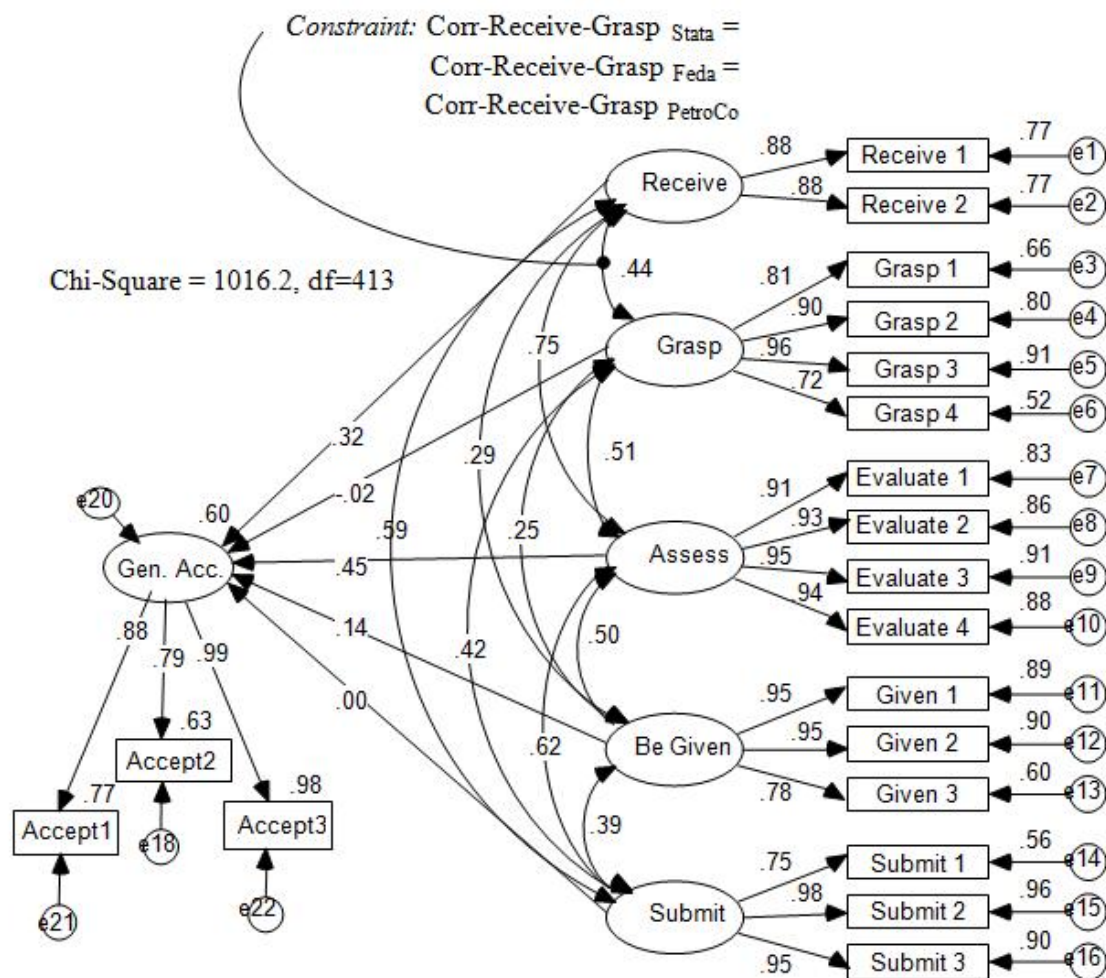 Constraint: Corr-Receive-Grasp Stata =
Corr-Receive-Grasp Feda =
Corr-Receive-Grasp PetroCo
Chi-Square = 1016.2, df=413
Receive
.88
Receive 1
.77
e1
.88
Receive 2
.77
e2
.44
Grasp
.81
Grasp 1
.66
e3
.90
Grasp 2
.80
e4
.96
Grasp 3
.91
e5
.72
Grasp 4
.52
e6
.75
.51
.32
-.02
.29
.25
.59
.45
.14
.42
.00
.50
.62
.39
Assess
.91
Evaluate 1
.83
e7
.93
Evaluate 2
.86
e8
.95
Evaluate 3
.91
e9
.94
Evaluate 4
.88
e10
Be Given
.95
Given 1
.89
e11
.95
Given 2
.90
e12
.78
Given 3
.60
e13
Submit
.75
Submit 1
.56
e14
.98
Submit 2
.96
e15
.95
Submit 3
.90
e16
e20
.60
Gen. Acc.
.88
.79
.99
.77
Accept1
e21
.63
Accept2
e18
.98
Accept3
e22